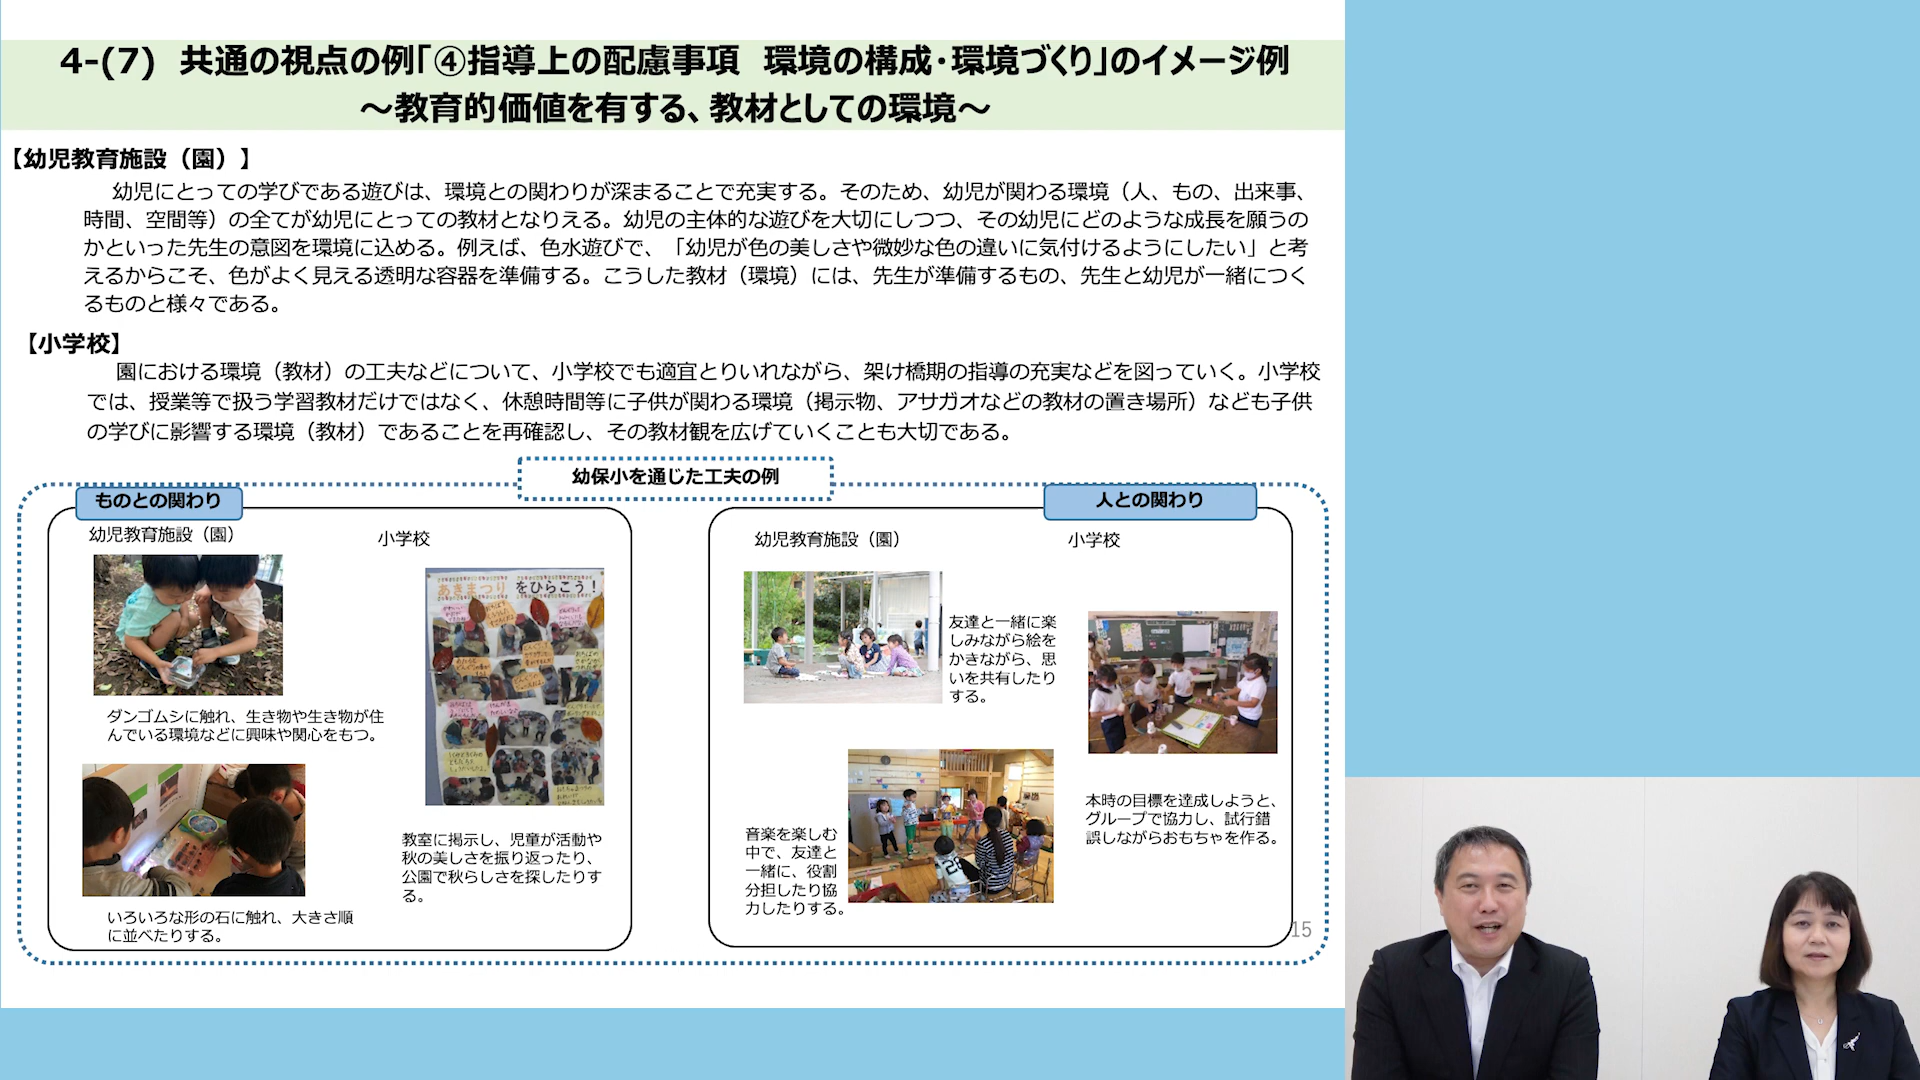 4-(7) 共通の視点の例「④指導上の配慮事項 環境の構成・環境づくり」のイメージ例
～教育的価値を有する、教材としての環境～
【幼児教育施設（園）】
幼児にとっての学びである遊びは、環境との関わりが深まることで充実する。そのため、幼児が関わる環境（人、もの、出来事、
時間、空間等）の全てが幼児にとっての教材となりえる。幼児の主体的な遊びを大切にしつつ、その幼児にどのような成長を願うの
かといった先生の意図を環境に込める。例えば、色水遊びで、「幼児が色の美しさや微妙な色の違いに気付けるようにしたい」と考
えるからこそ、色がよく見える透明な容器を準備する。こうした教材（環境）には、先生が準備するもの、先生と幼児が一緒につく
るものと様々である。
【小学校】
園における環境（教材）の工夫などについて、小学校でも適宜とりいれながら、架け橋期の指導の充実などを図っていく。小学校
では、授業等で扱う学習教材だけではなく、休憩時間等に子供が関わる環境（掲示物、アサガオなどの教材の置き場所）なども子供
の学びに影響する環境（教材）であることを再確認し、その教材観を広げていくことも大切である。
幼保小を通じた工夫の例
ものとの関わり
幼児教育施設（園）
小学校
あきまつりをひらこう！
ダンゴムシに触れ、生き物や生き物が住
んでいる環境などに興味や関心をもつ。
いろいろな形の石に触れ、大きさ順
に並べたりする。
教室に掲示し、児童が活動や
秋の美しさを振り返ったり、
公園で秋らしさを探したりす
る。
人との関わり
幼児教育施設（園）
小学校
友達と一緒に楽
しみながら絵を
かきながら、思
いを共有したり
する。
音楽を楽しむ
中で、友達と
一緒に、役割
分担したり協
力したりする。
本時の目標を達成しようと、
グループで協力し、試行錯
誤しながらおもちゃを作る。
15